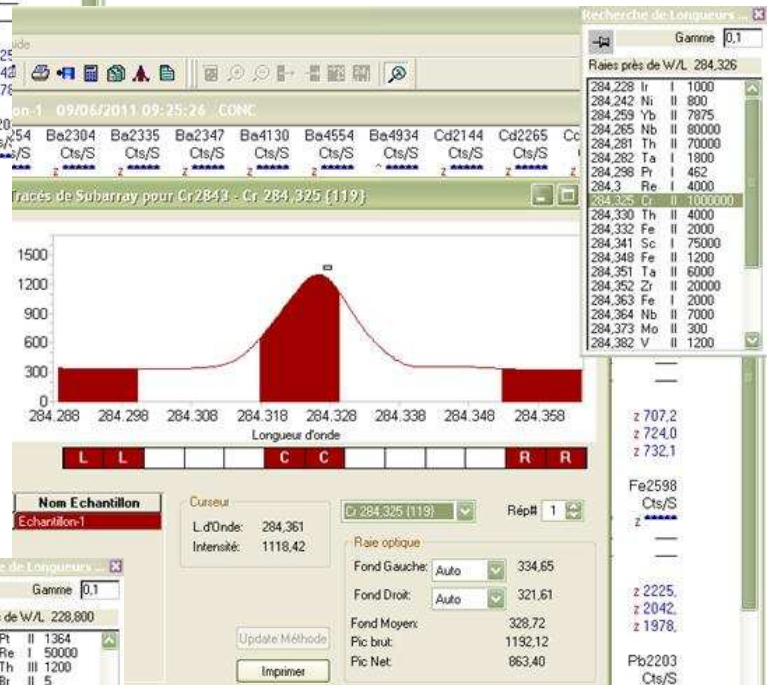 Recherche de Longueurs ...
Gamme 0,1
Raies près de W/L 284,326
284,228 Ir I 1000
284,242 Ni II 800
284,259 Yb II 7875
284,265 Nb II 80000
284,281 Th II 70000
284,282 Ta I 1800
284,298 Pr I 462
284,3 Re I 4000
284,325 Cr II 1000000
284,330 Th II 4000
284,332 Fe II 2000
284,341 Sc I 75000
284,348 Fe II 1200
284,351 Ta II 6000
284,352 Zr II 20000
284,363 Fe I 2000
284,364 Nb II 7000
284,373 Mo II 300
284,382 V II 1200
on-1 09/06/2011 09:25:26 CONC
254 Ba2304 Ba2335 Ba2347 Ba4130 Ba4554 Ba4934 Cd2144 Cd2265
Cts/S Cts/S Cts/S Cts/S Cts/S Cts/S Cts/S Cts/S
z ***** z ***** z ***** z ***** z ***** ^ ***** z ***** z *****
Tracés de Subarray pour Cr2843 - Cr 284,325 {119}
1500
1200
900
600
300
0
284.288 284.298 284.308 284.318 284.328 284.338 284.348 284.358
Longueur d'onde
L L C C R R
Nom Echantillon
Echantillon-1
Curseur
L.d'Onde: 284,361
Intensité: 1118,42
Cr 284,325 {119}
Rép# 1
Raie optique
Fond Gauche: Auto 334,65
Fond Droit: Auto 321,61
Fond Moyen: 328,72
Pic brut: 1192,12
Pic Net: 863,40
Update Méthode
Imprimer
z 707,2
z 724,0
z 732,1
Fe2598
Cts/S
z *****
z 2225,
z 2042,
z 1978,
Pb2203
Cts/S
de Longueurs ...
Gamme 0,1
de W/L 228,800
Pt II 1364
Re I 50000
Th III 1200
Br II 5